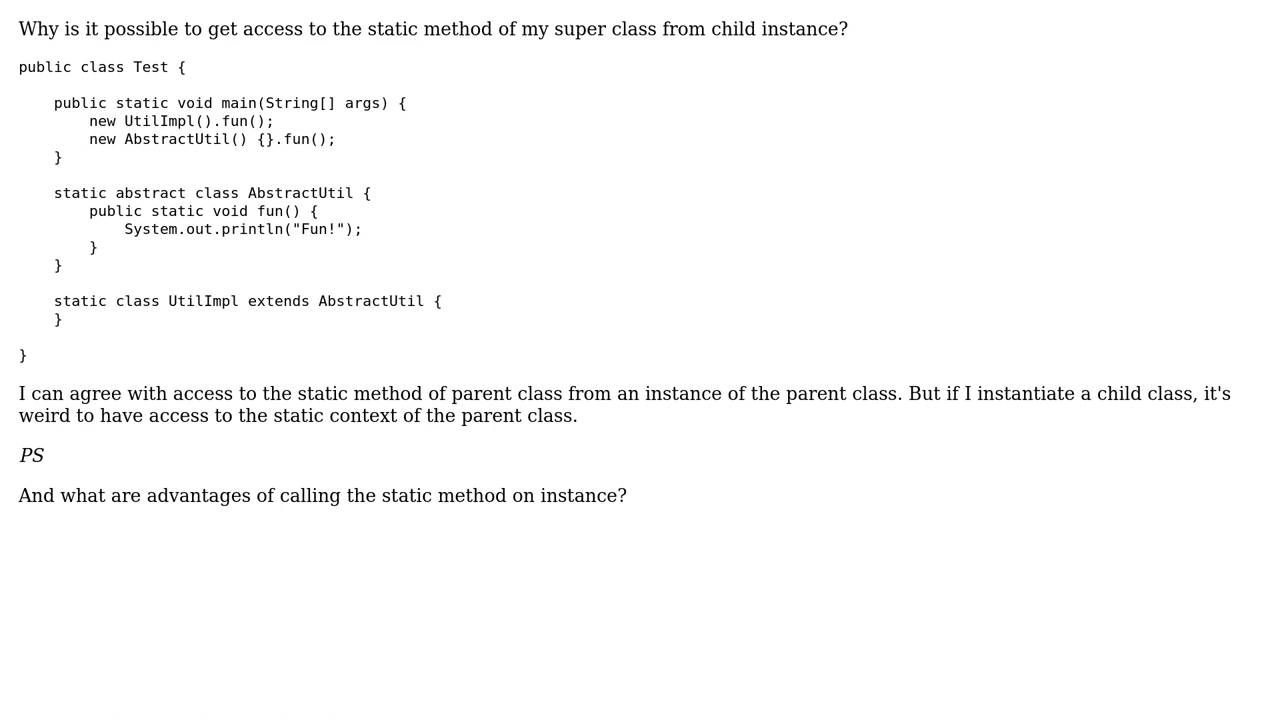 Why is it possible to get access to the static method of my super class from child instance?
public class Test {
    public static void main(String[] args) {
        new UtilImpl().fun();
        new AbstractUtil() {}.fun();
    }
    static abstract class AbstractUtil {
        public static void fun() {
            System.out.println("Fun!");
        }
    }
    static class UtilImpl extends AbstractUtil {
    }
}
I can agree with access to the static method of parent class from an instance of the parent class. But if I instantiate a child class, it's
weird to have access to the static context of the parent class.
PS
And what are advantages of calling the static method on instance?